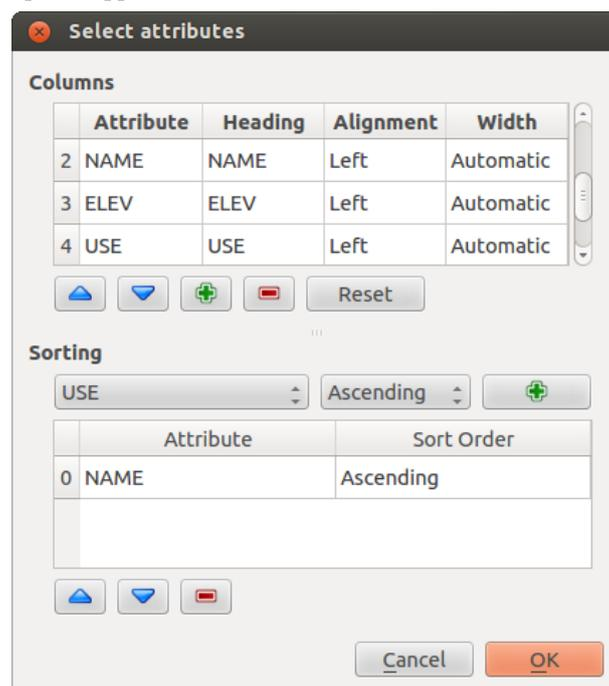 Select attributes
Columns
Attribute Heading Alignment Width
2 NAME NAME Left Automatic
3 ELEV ELEV Left Automatic
4 USE USE Left Automatic
Reset
Sorting
USE Ascending
Attribute Sort Order
0 NAME Ascending
Cancel OK